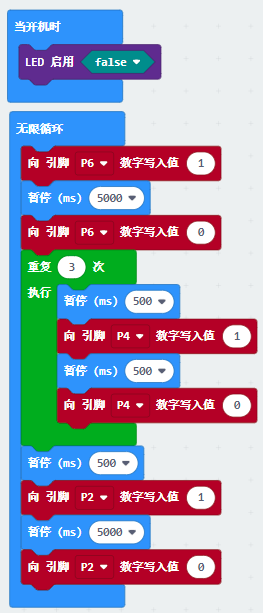 当开机时
LED 启用 false
无限循环
向 引脚 P6 数字写入值 1
暂停 (ms) 5000
向 引脚 P6 数字写入值 0
重复 3 次
执行
暂停 (ms) 500
向 引脚 P4 数字写入值 1
暂停 (ms) 500
向 引脚 P4 数字写入值 0
暂停 (ms) 500
向 引脚 P2 数字写入值 1
暂停 (ms) 5000
向 引脚 P2 数字写入值 0